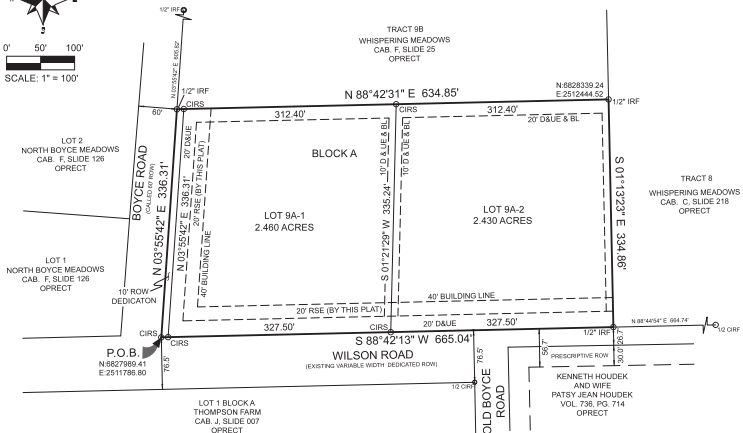 S
0' 50' 100'
SCALE: 1" = 100'
1/2" IRF
N 03°55'42" E 605.62'
TRACT 9B
WHISPERING MEADOWS
CAB. F, SLIDE 25
OPRECT
1/2" IRF
CIRS
60'
N 88°42'31" E 634.85'
CIRS
N:6828339.24
E:2512444.52
1/2" IRF
312.40'
312.40'
20' D&UE & BL
LOT 2
NORTH BOYCE MEADOWS
CAB. F, SLIDE 126
OPRECT
BOYCE ROAD
(CALLED 60' ROW)
N 03°55'42" E 336.31'
N 03°55'42" E 336.31'
20' D&UE
20' RSE (BY THIS PLAT)
40' BUILDING LINE
BLOCK A
10' D & UE & BL
S 01°21'29" W 335.24'
10' D & UE & BL
LOT 9A-1
2.460 ACRES
LOT 9A-2
2.430 ACRES
S 01°13'23" E 334.86'
TRACT 8
WHISPERING MEADOWS
CAB. C, SLIDE 218
OPRECT
LOT 1
NORTH BOYCE MEADOWS
CAB. F, SLIDE 126
OPRECT
10' ROW
DEDICATON
40' BUILDING LINE
20' RSE (BY THIS PLAT)
CIRS
CIRS
327.50'
CIRS
20' D&UE
327.50'
1/2" IRF
N 88°44'54" E 664.74'
1/2 CIRF
P.O.B.
N:6827989.41
E:2511786.80
S 88°42'13" W 665.04'
WILSON ROAD
(EXISTING VARIABLE WIDTH DEDICATED ROW)
76.5'
76.5'
56.7'
30.0'
26.7'
PRESCRIPTIVE ROW
1/2 CIRF
OLD BOYCE
ROAD
KENNETH HOUDEK
AND WIFE
PATSY JEAN HOUDEK
VOL. 736, PG. 714
OPRECT
LOT 1 BLOCK A
THOMPSON FARM
CAB. J, SLIDE 007
OPRECT